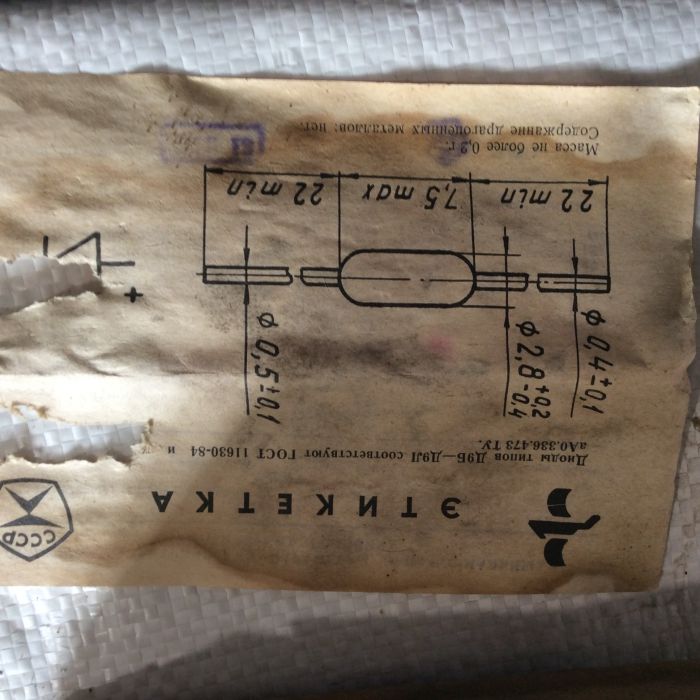 СССР
ЭТИКЕТКА
Диоды типов Д9Б—Д9Л соответствуют ГОСТ 11630-84 и
аА0.336.473 ТУ.
ϕ 0,4±0,1
ϕ 2,8 +0,2 -0,4
ϕ 0,5±0,1
+
22 min
7,5 max
22 min
Масса не более 0,2 г.
Содержание драгоценных металлов: нет.